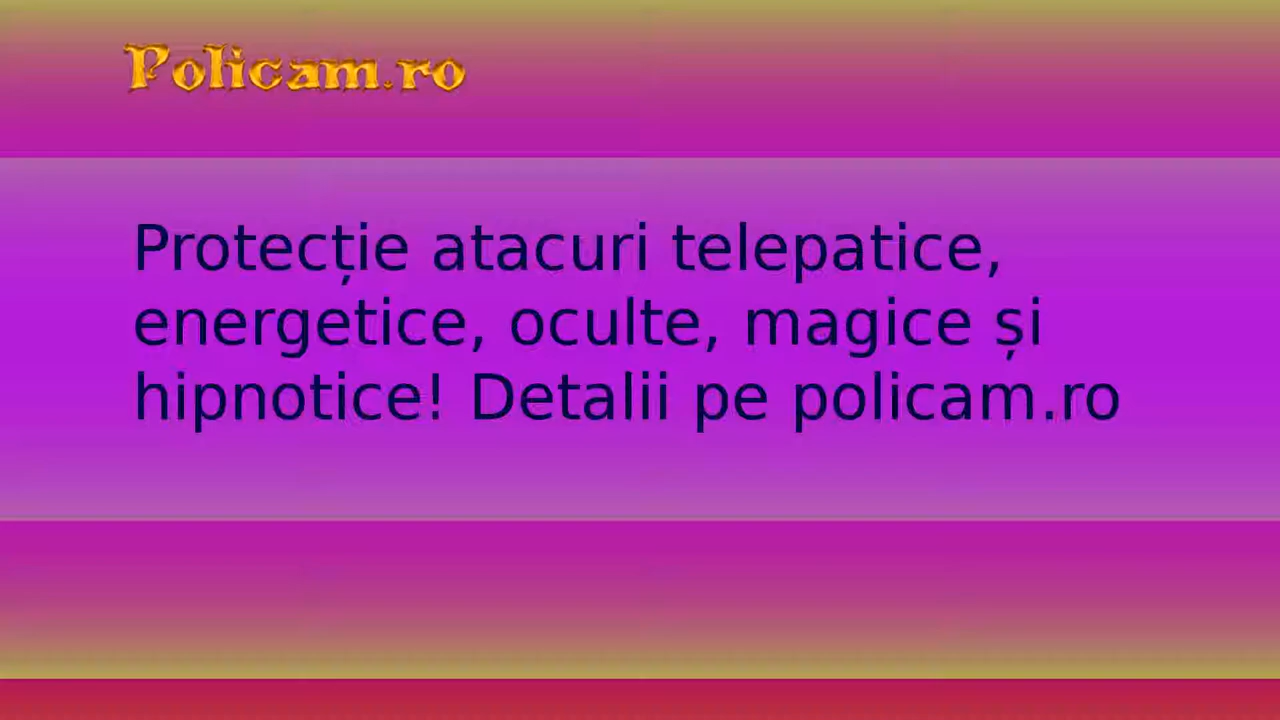 Policam.ro
Protecție atacuri telepatice,
energetice, oculte, magice și
hipnotice! Detalii pe policam.ro